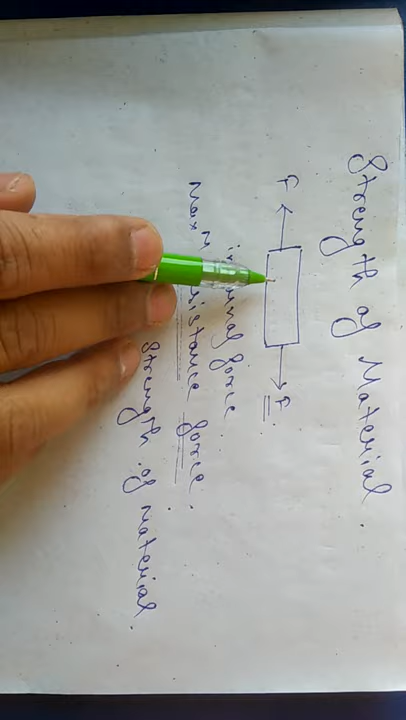 Strength of Material
F F
force
Max^m force.
Strength of material.